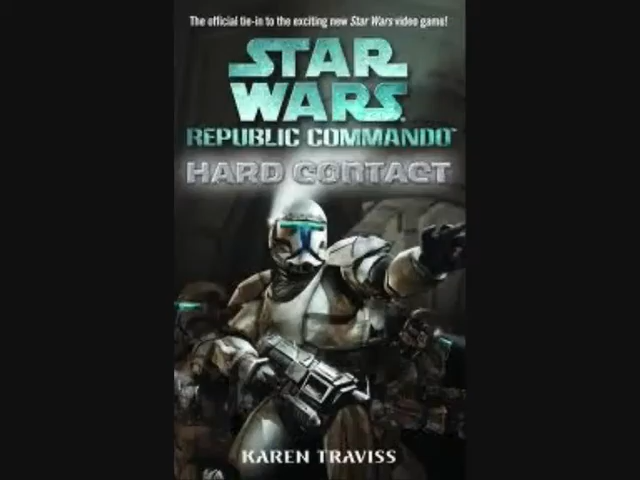 The official tie-in to the exciting new Star Wars video game!
STAR
WARS
REPUBLIC COMMANDO™
HARD CONTACT
KAREN TRAVISS